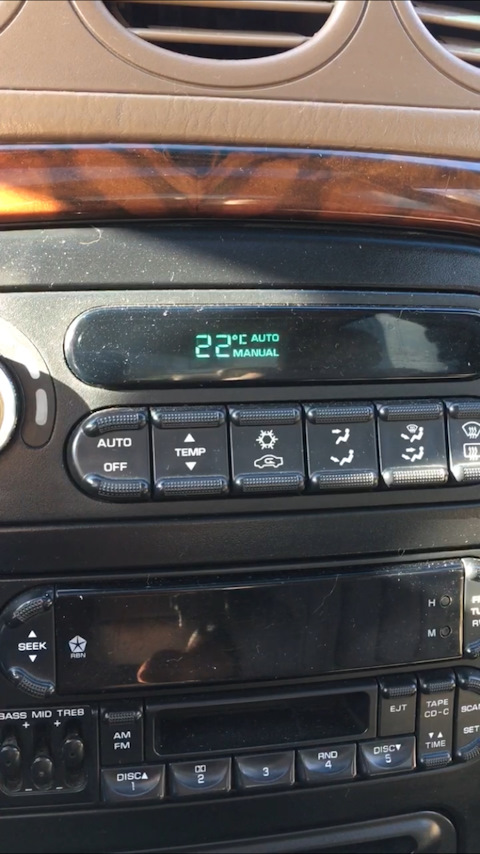 22°C AUTO
MANUAL
AUTO
OFF
TEMP
SEEK
RBN
H
M
BASS MID TREB
+ +
AM
FM
EJT
TAPE
CD-C
TIME
DISC 1
2
3
RND
4
DISC 5